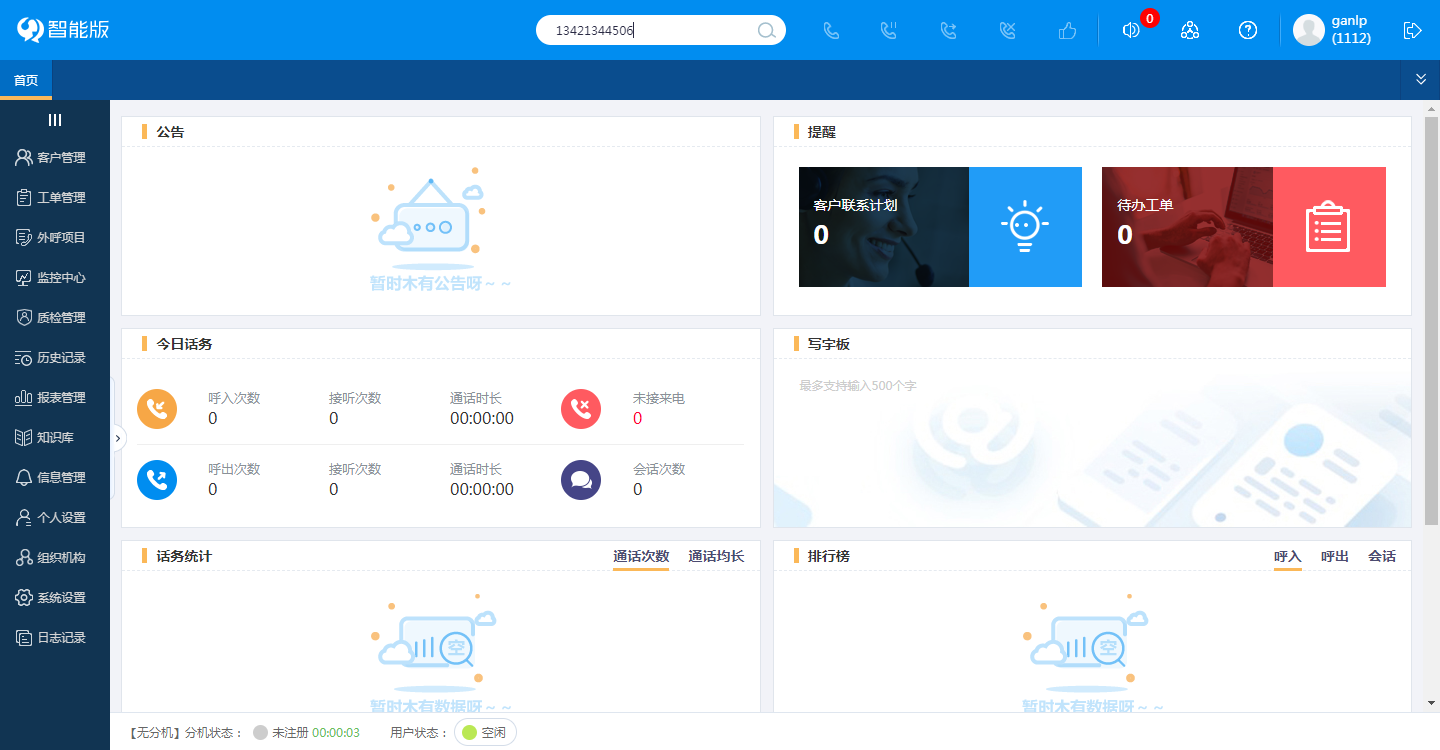 智能版
13421344506
0
ganlp
(1112)
首页
客户管理
工单管理
外呼项目
监控中心
质检管理
历史记录
报表管理
知识库
信息管理
个人设置
组织机构
系统设置
日志记录
公告
暂时木有公告呀~ ~
提醒
客户联系计划
0
待办工单
0
今日话务
呼入次数 接听次数 通话时长 未接来电
0 0 00:00:00 0
呼出次数 接听次数 通话时长 会话次数
0 0 00:00:00 0
写字板
最多支持输入500个字
话务统计 通话次数 通话均长
空
暂时木有数据呀~ ~
排行榜 呼入 呼出 会话
空
暂时木有数据呀~ ~
【无分机】分机状态： 未注册 00:00:03 用户状态： 空闲